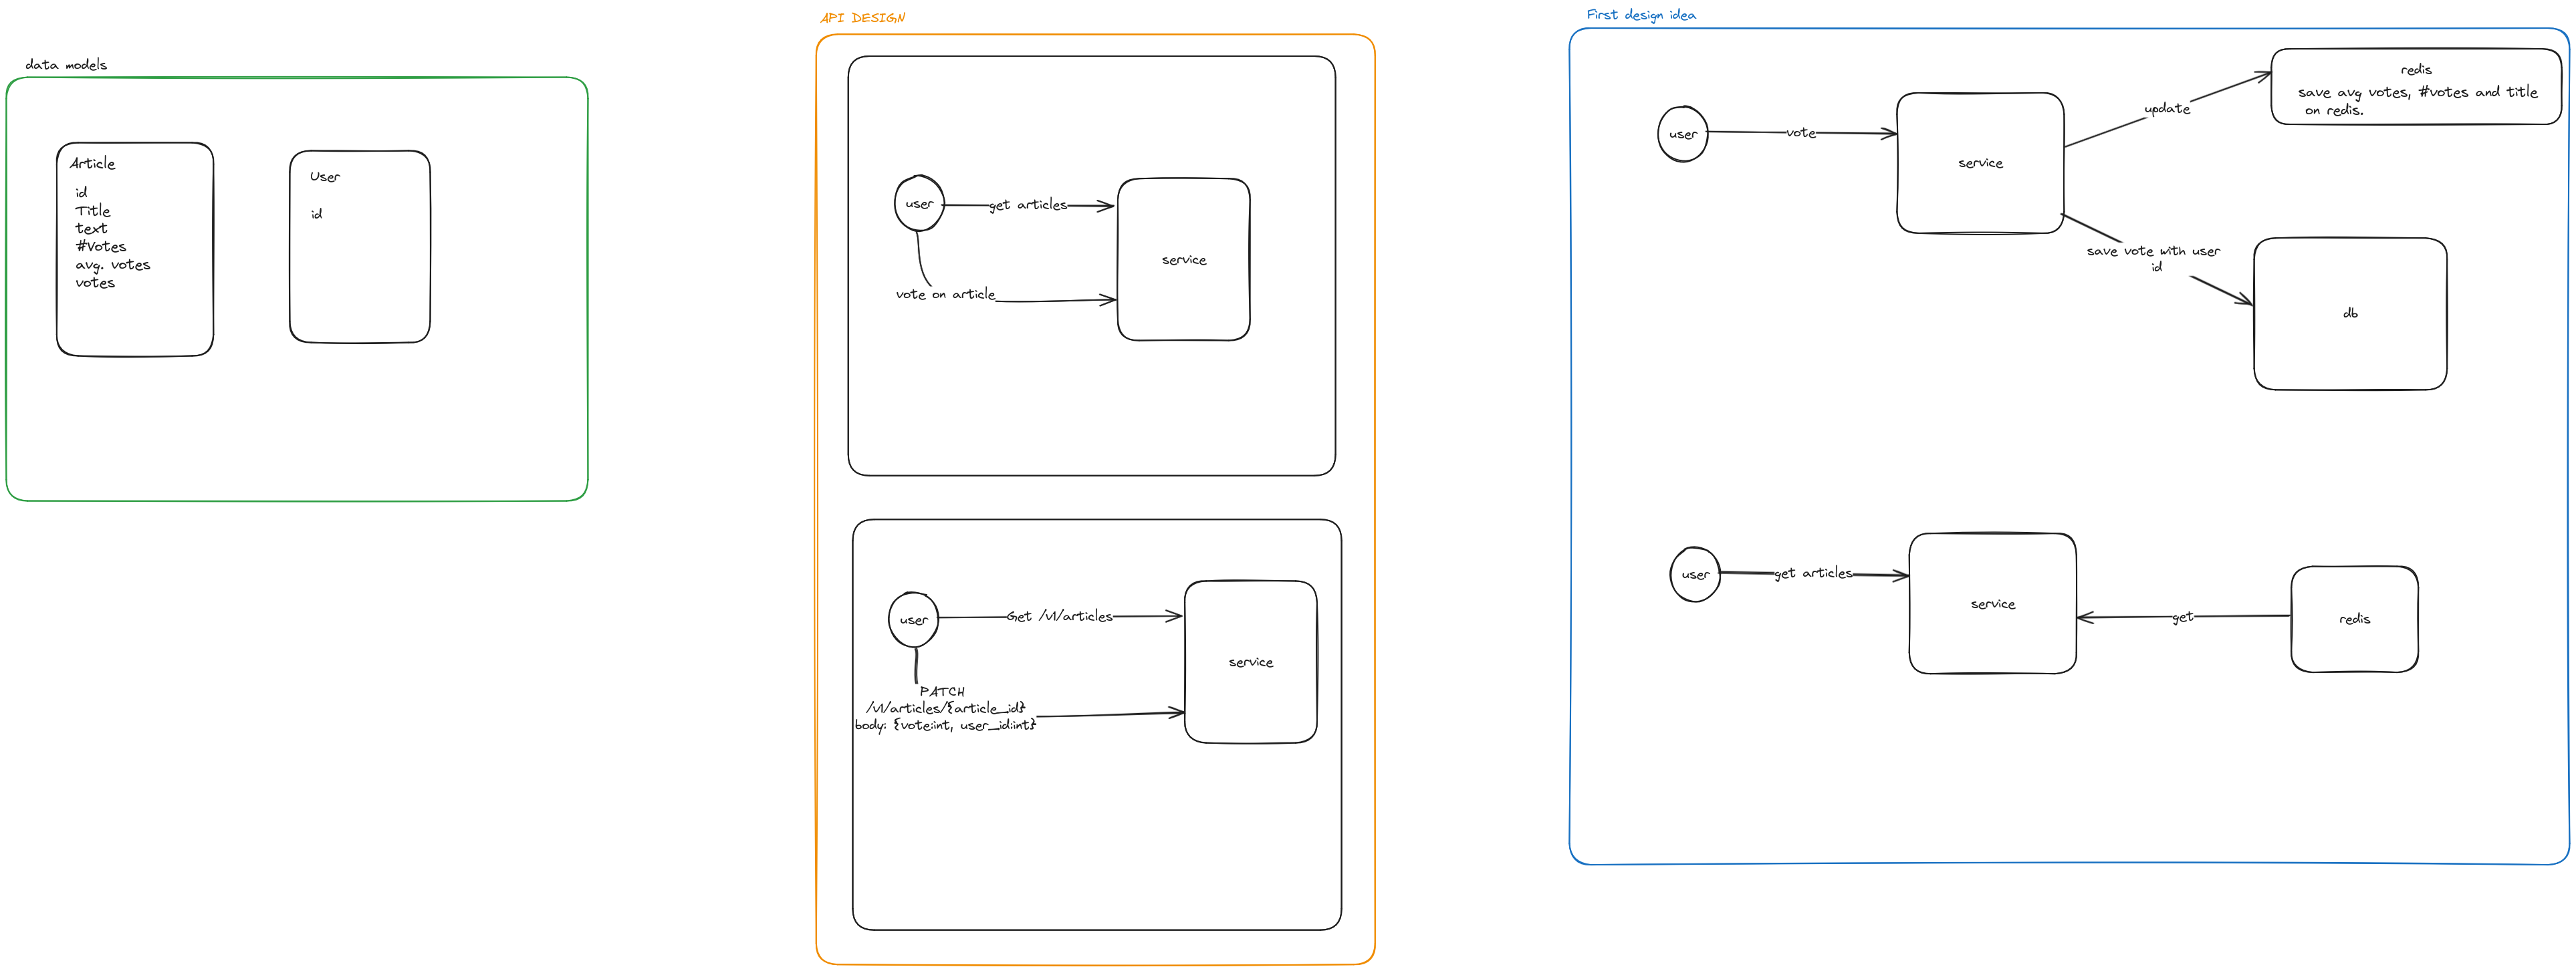 data models
Article
id
Title
text
#Votes
avg. votes
votes
User
id
API DESIGN
user
get articles
service
vote on article
user
Get /v1/articles
service
PATCH
/v1/articles/{article_id}
body: {vote:int, user_id:int}
First design idea
user
vote
service
update
redis
save avg votes, #votes and title
on redis.
save vote with user
id
db
user
get articles
service
get
redis